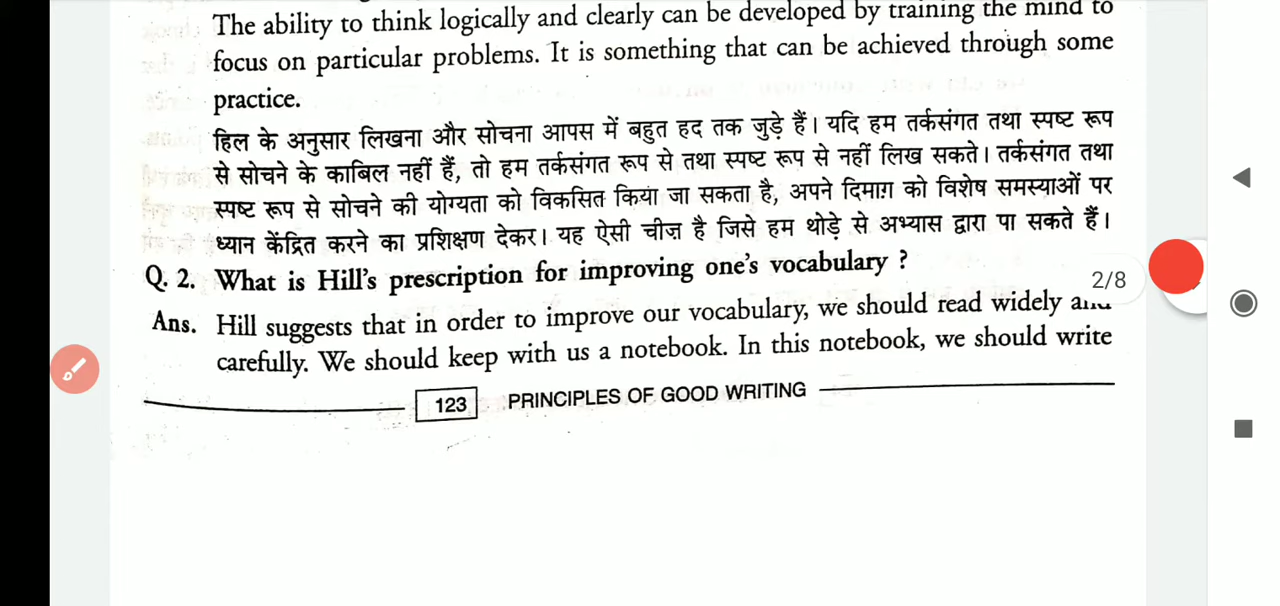 The ability to think logically and clearly can be developed by training the mind to
focus on particular problems. It is something that can be achieved through some
practice.
हिल के अनुसार लिखना और सोचना आपस में बहुत हद तक जुड़े हैं। यदि हम तर्कसंगत तथा स्पष्ट रूप
से सोचने के काबिल नहीं हैं, तो हम तर्कसंगत रूप से तथा स्पष्ट रूप से नहीं लिख सकते। तर्कसंगत तथा
स्पष्ट रूप से सोचने की योग्यता को विकसित किया जा सकता है, अपने दिमाग़ को विशेष समस्याओं पर
ध्यान केंद्रित करने का प्रशिक्षण देकर। यह ऐसी चीज़ है जिसे हम थोड़े से अभ्यास द्वारा पा सकते हैं।
Q. 2. What is Hill's prescription for improving one's vocabulary ?
2/8
Ans. Hill suggests that in order to improve our vocabulary, we should read widely and
carefully. We should keep with us a notebook. In this notebook, we should write
123 PRINCIPLES OF GOOD WRITING